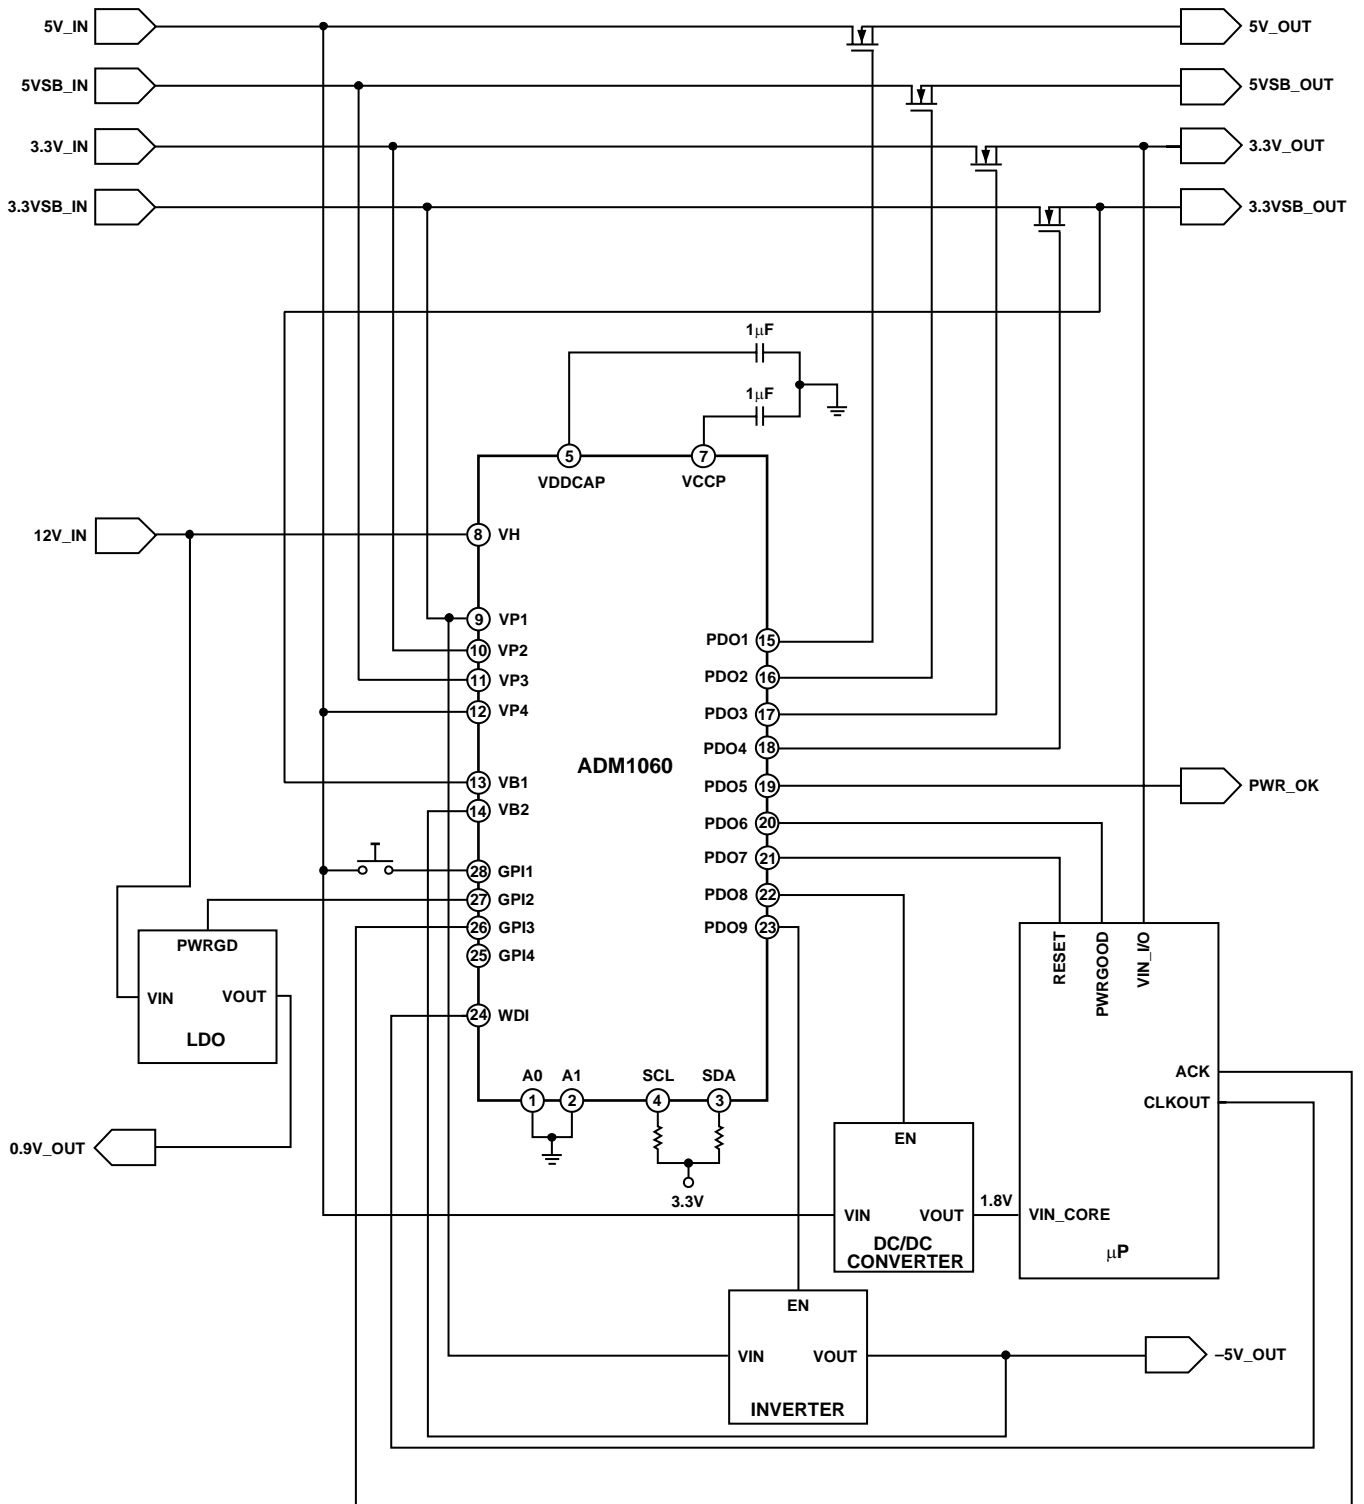 5V_IN
5V_OUT
5VSB_IN
5VSB_OUT
3.3V_IN
3.3V_OUT
3.3VSB_IN
3.3VSB_OUT
1µF
1µF
5
7
VDDCAP
VCCP
12V_IN
8
VH
9
VP1
10
VP2
11
VP3
12
VP4
13
VB1
14
VB2
28
GPI1
27
GPI2
26
GPI3
25
GPI4
24
WDI
ADM1060
PDO1
15
PDO2
16
PDO3
17
PDO4
18
PDO5
19
PDO6
20
PDO7
21
PDO8
22
PDO9
23
PWR_OK
PWRGD
VIN
VOUT
LDO
0.9V_OUT
A0
A1
SCL
SDA
1
2
4
3
3.3V
RESET
PWRGOOD
VIN_I/O
ACK
CLKOUT
VIN_CORE
µP
EN
VIN
VOUT
1.8V
DC/DC
CONVERTER
EN
VIN
VOUT
INVERTER
–5V_OUT